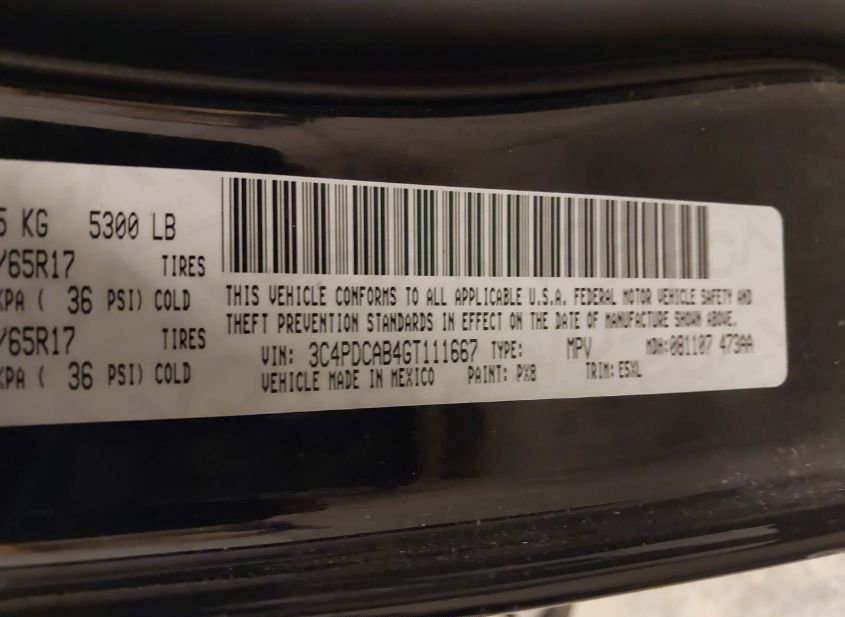 5 KG 5300 LB
/65R17 TIRES
KPA ( 36 PSI) COLD
/65R17 TIRES
KPA ( 36 PSI) COLD
THIS VEHICLE CONFORMS TO ALL APPLICABLE U.S.A. FEDERAL MOTOR VEHICLE SAFETY AND
THEFT PREVENTION STANDARDS IN EFFECT ON THE DATE OF MANUFACTURE SHOWN ABOVE.
VIN: 3C4PDCAB4GT111667 TYPE: MPV MDH:081107 473AA
VEHICLE MADE IN MEXICO PAINT: PX8 TRIM: E5XL